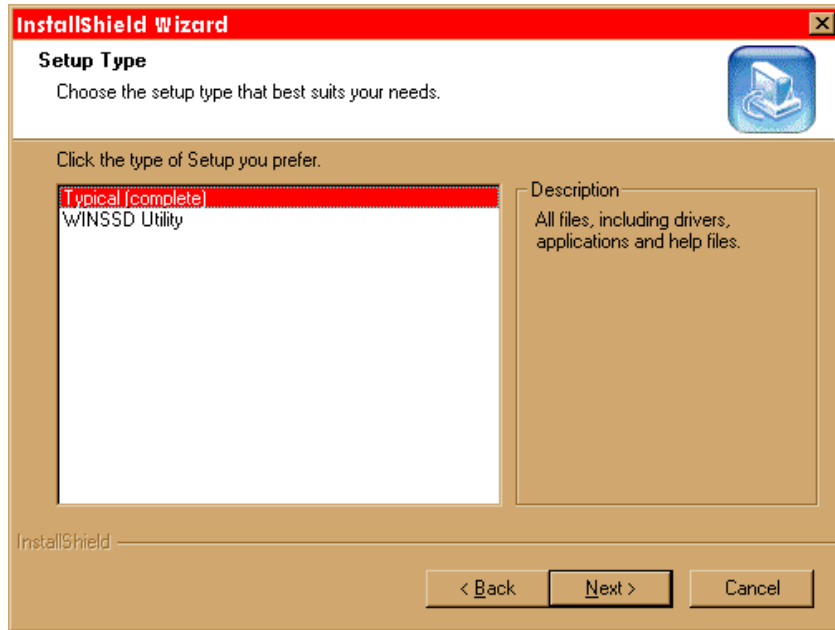 InstallShield Wizard
Setup Type
Choose the setup type that best suits your needs.
Click the type of Setup you prefer.
Typical (complete)
WINSSD Utility
Description
All files, including drivers,
applications and help files.
InstallShield
< Back
Next >
Cancel